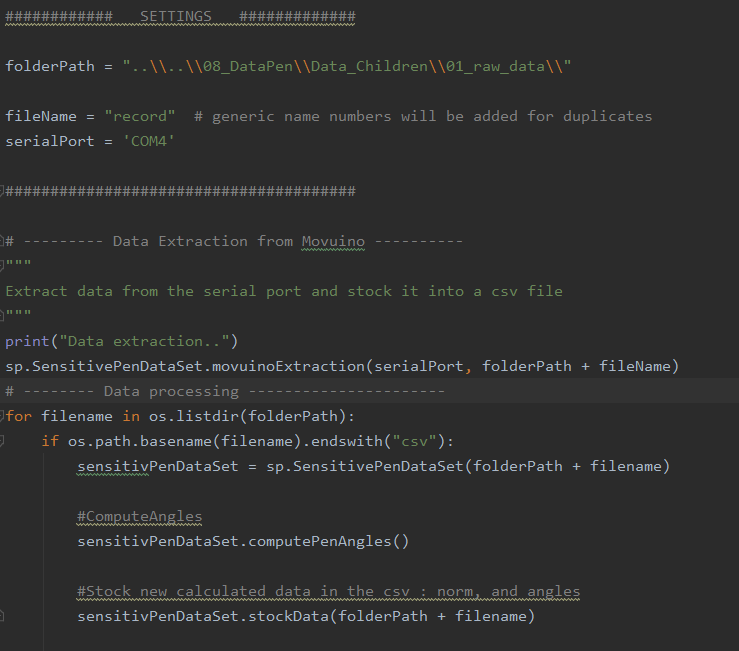 ############   SETTINGS   #############
folderPath = "..\\..\\08_DataPen\\Data_Children\\01_raw_data\\"
fileName = "record"  # generic name numbers will be added for duplicates
serialPort = 'COM4'
#######################################
# --------- Data Extraction from Movuino ----------
"""
Extract data from the serial port and stock it into a csv file
"""
print("Data extraction..")
sp.SensitivePenDataSet.movuinoExtraction(serialPort, folderPath + fileName)
# -------- Data processing ----------------------
for filename in os.listdir(folderPath):
    if os.path.basename(filename).endswith("csv"):
        sensitivPenDataSet = sp.SensitivePenDataSet(folderPath + filename)
        #ComputeAngles
        sensitivPenDataSet.computePenAngles()
        #Stock new calculated data in the csv : norm, and angles
        sensitivPenDataSet.stockData(folderPath + filename)